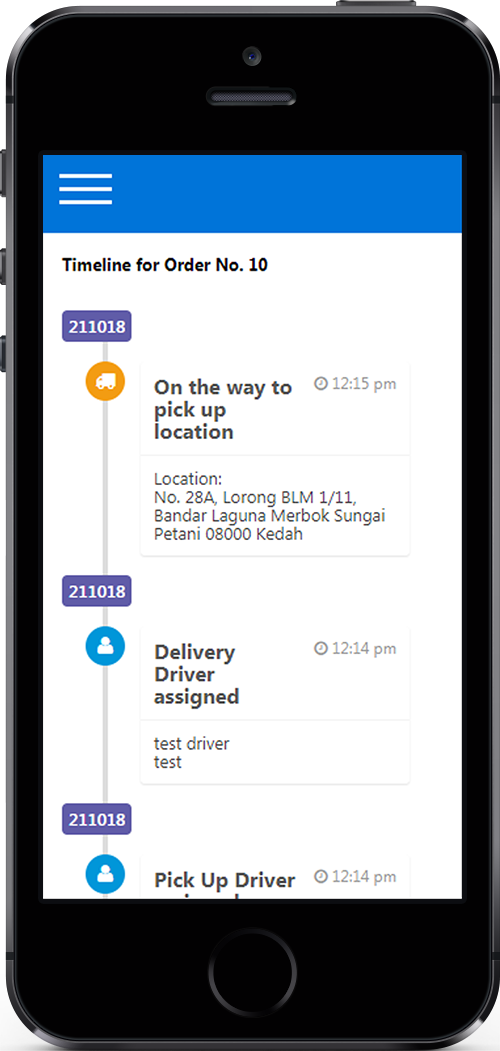 Timeline for Order No. 10
211018
On the way to
pick up
location
12:15 pm
Location:
No. 28A, Lorong BLM 1/11,
Bandar Laguna Merbok Sungai
Petani 08000 Kedah
211018
Delivery
Driver
assigned
12:14 pm
test driver
test
211018
Pick Up Driver
12:14 pm